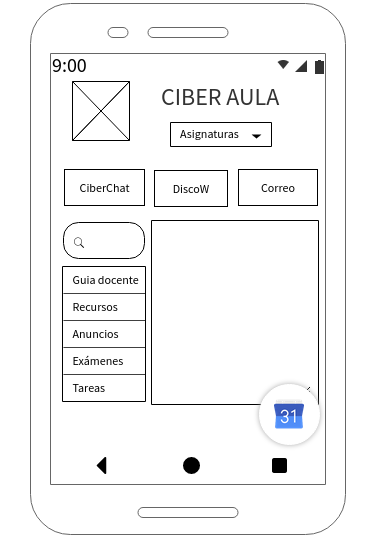 9:00
CIBER AULA
Asignaturas
CiberChat
DiscoW
Correo
Guia docente
Recursos
Anuncios
Exámenes
Tareas
31